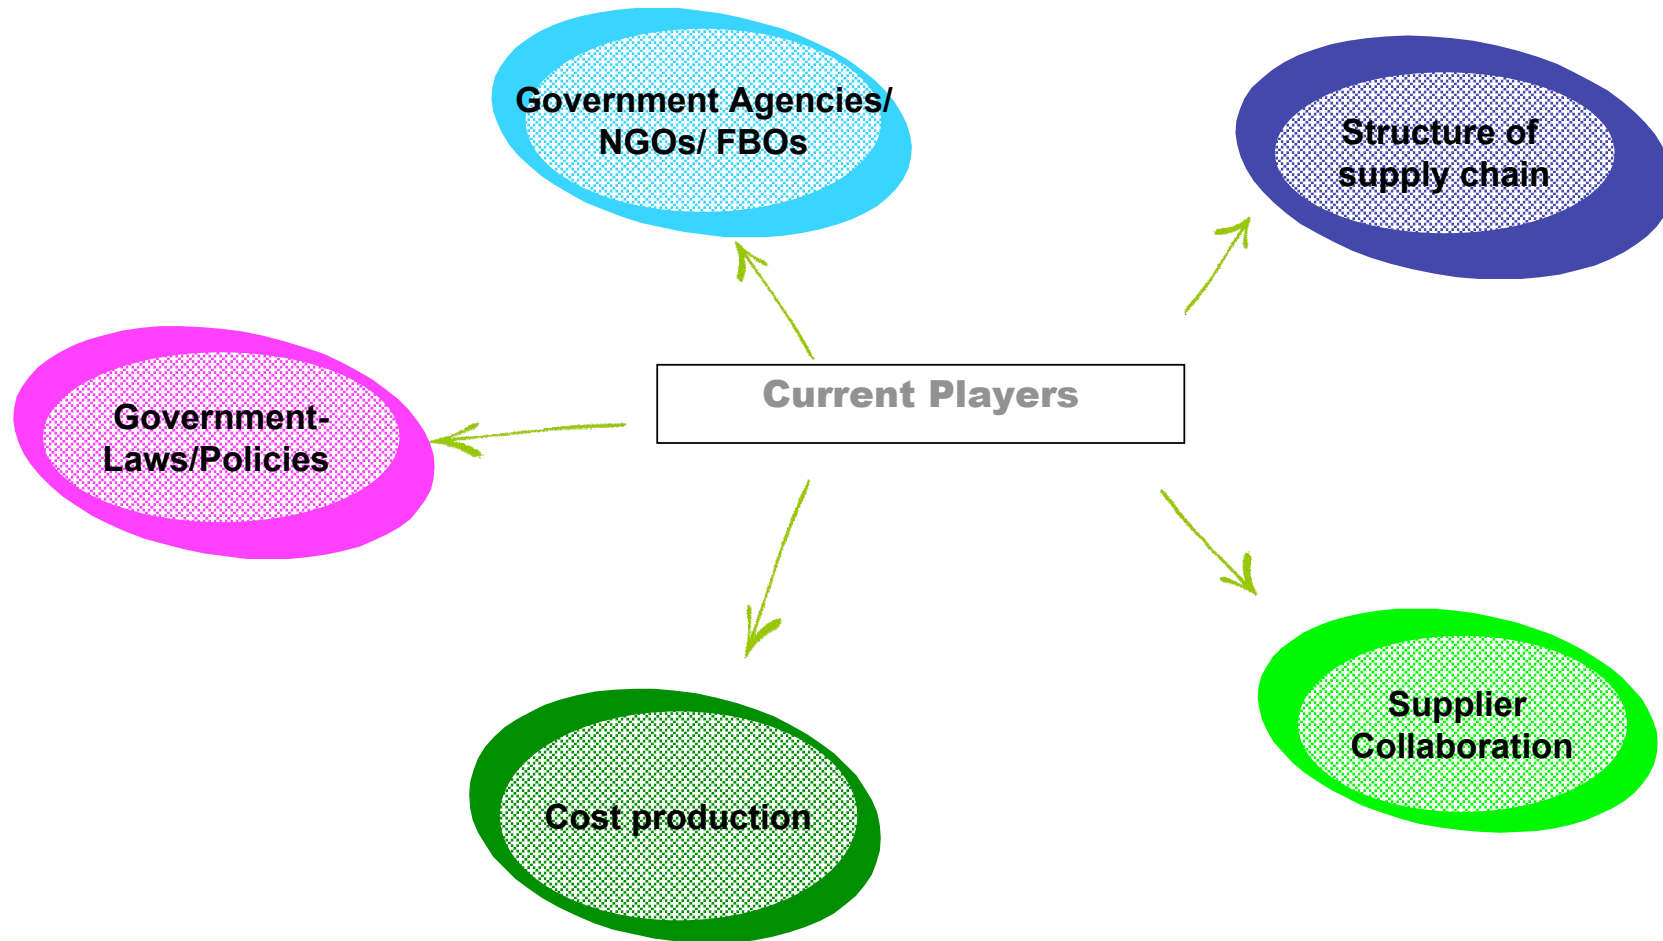 Government Agencies/
NGOs/ FBOs
Structure of
supply chain
Current Players
Government-
Laws/Policies
Supplier
Collaboration
Cost production